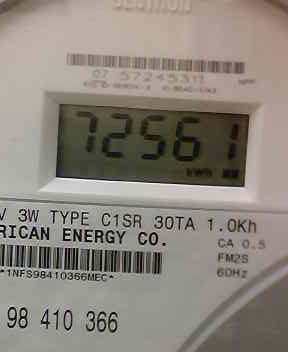 07 57245311
72561
kWh
V 3W TYPE C1SR 30TA 1.0Kh
RICAN ENERGY CO.
CA 0.5
FM2S
60Hz
*1NFS98410366MEC*
98 410 366